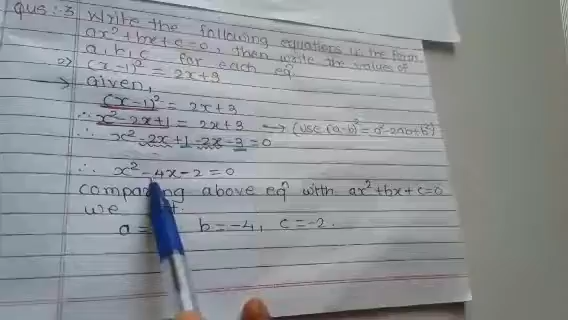 Qus :- 3 Write the following equations in the form
ax²+bx+c=0, then write the values of
a, b, c for each eqⁿ
2) (x-1)² = 2x+3
→ Given,
(x-1)² = 2x+3
∴ x²-2x+1 = 2x+3 → (use (a-b)² = a²-2ab+b²)
∴ x²-2x+1-2x-3=0
∴ x²-4x-2=0
comparing above eqⁿ with ax²+bx+c=0
we
a= b=-4, c=-2.